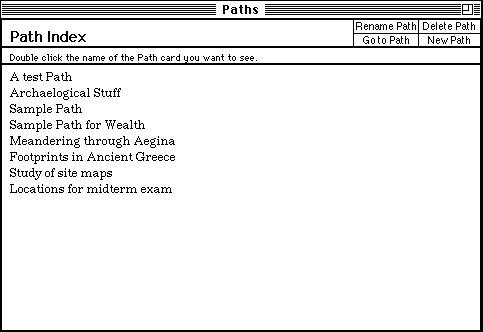 Paths
Path Index
Rename Path Delete Path
Go to Path New Path
Double click the name of the Path card you want to see.
A test Path
Archaelogical Stuff
Sample Path
Sample Path for Wealth
Meandering through Aegina
Footprints in Ancient Greece
Study of site maps
Locations for midterm exam